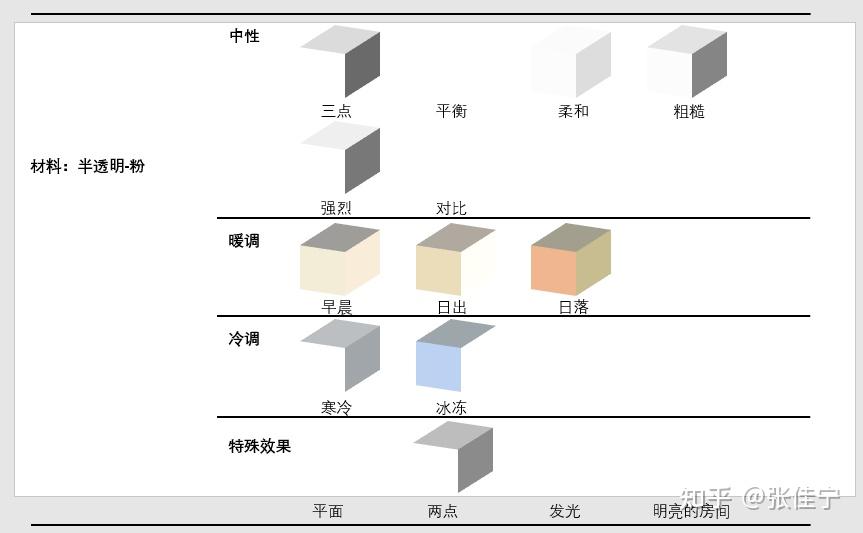 中性
三点 平衡 柔和 粗糙
材料：半透明-粉
强烈 对比
暖调
早晨 日出 日落
冷调
寒冷 冰冻
特殊效果
知乎 @张佳宁
平面 两点 发光 明亮的房间